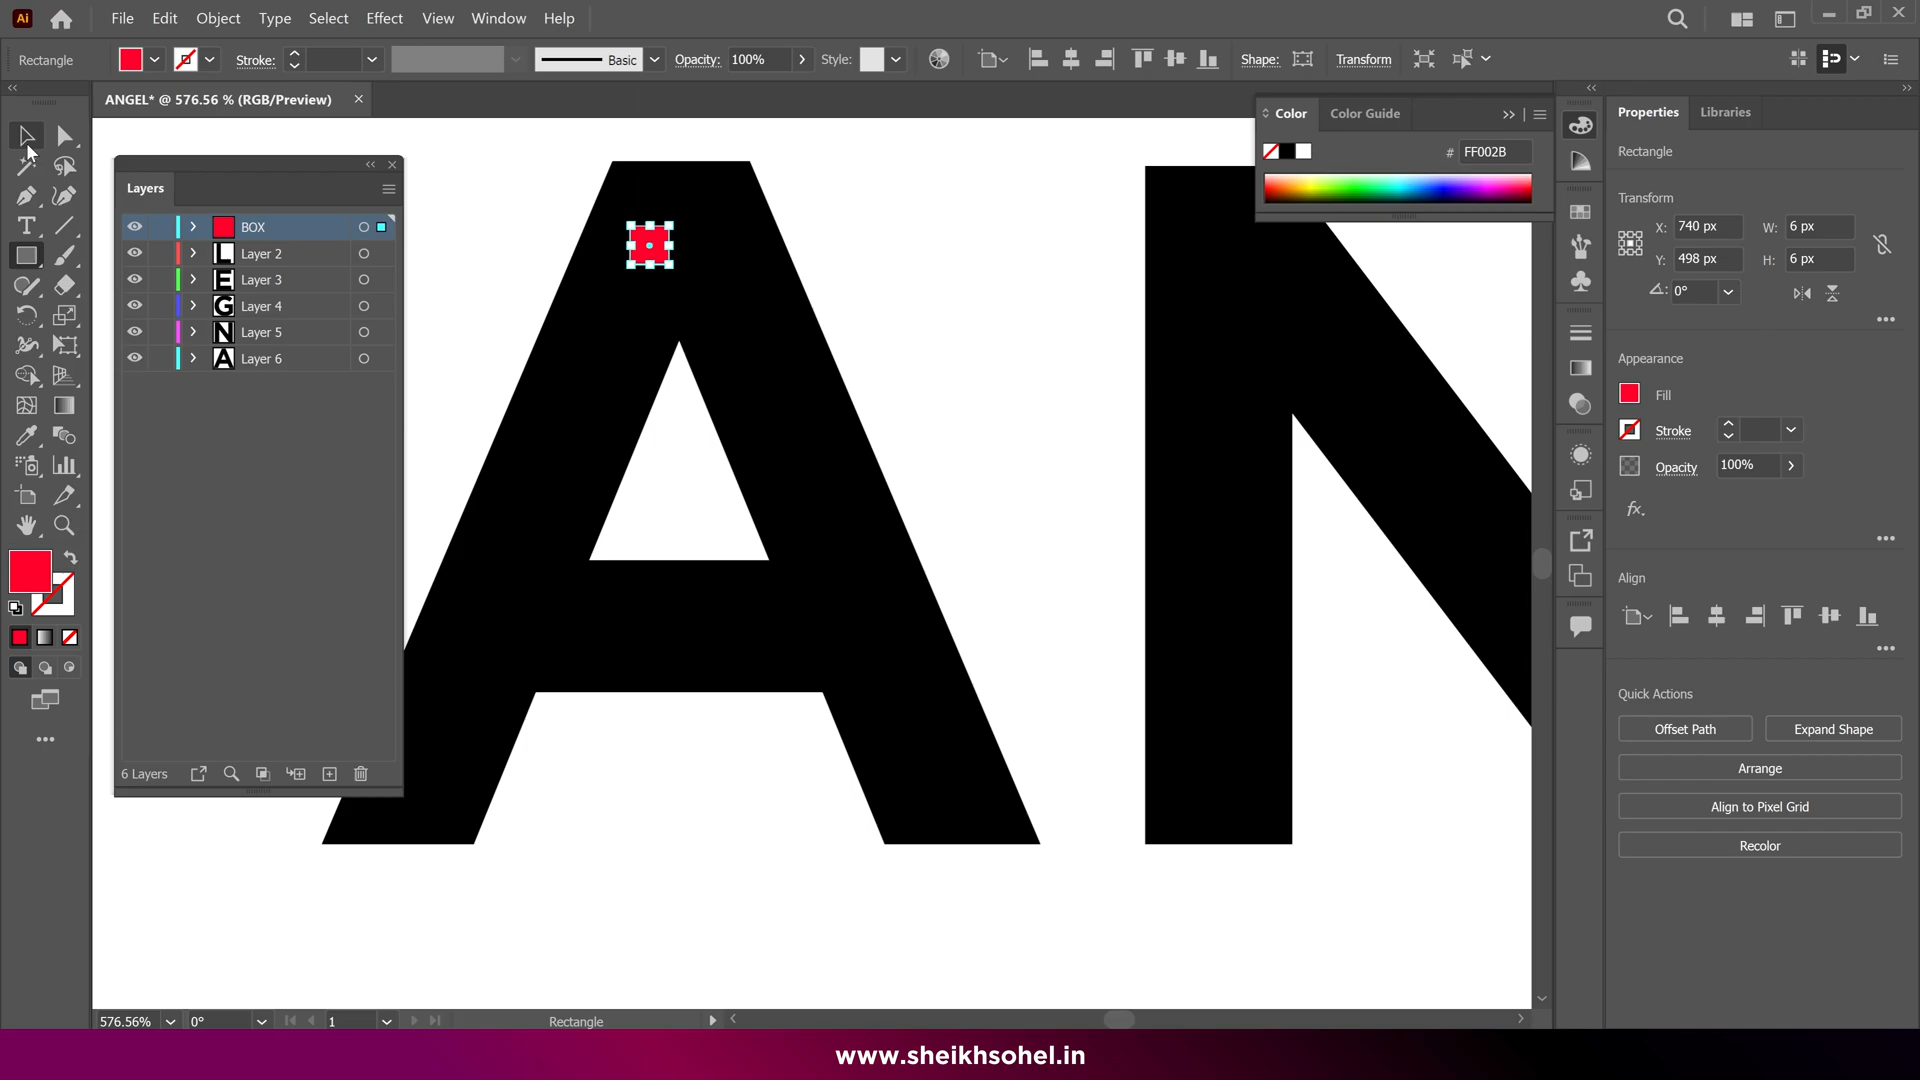 Ai
File Edit Object Type Select Effect View Window Help
Rectangle Stroke: Basic Opacity: 100% Style: Shape: Transform
ANGEL* @ 576.56 % (RGB/Preview)
Layers
BOX
Layer 2
Layer 3
Layer 4
Layer 5
Layer 6
6 Layers
L
E
G
N
A
A N
Color Color Guide
# FF002B
Properties Libraries
Rectangle
Transform
X: 740 px W: 6 px
Y: 498 px H: 6 px
0°
Appearance
Fill
Stroke
Opacity 100%
fx.
Align
Quick Actions
Offset Path Expand Shape
Arrange
Align to Pixel Grid
Recolor
576.56% 0° 1 Rectangle
www.sheikhsohel.in